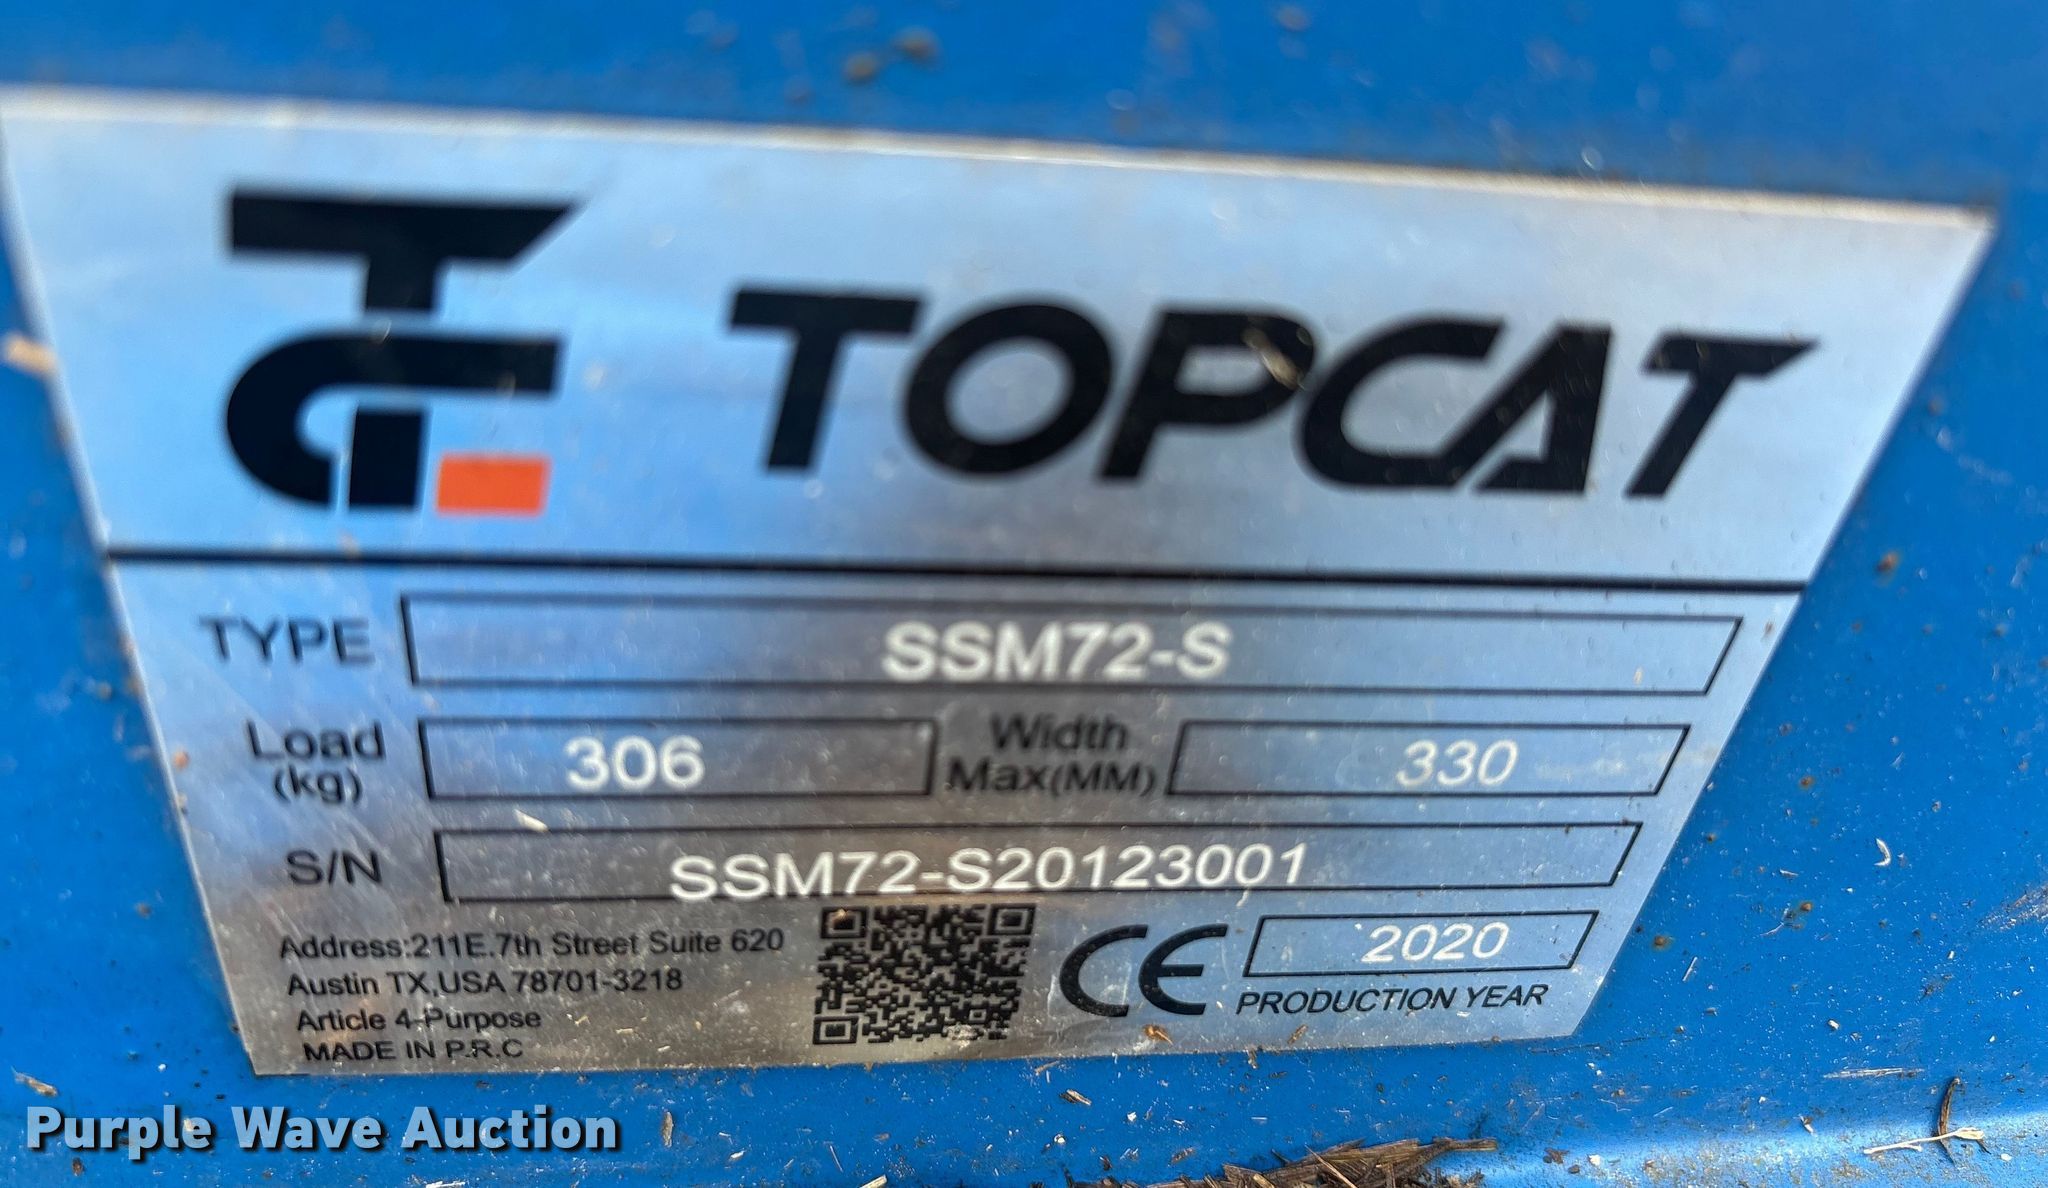 TOPCAT
TYPE SSM72-S
Load (kg) 306 Width Max(MM) 330
S/N SSM72-S20123001
Address:211E.7th Street Suite 620
Austin TX,USA 78701-3218
Article 4-Purpose
MADE IN P.R.C
CE
2020
PRODUCTION YEAR
Purple Wave Auction